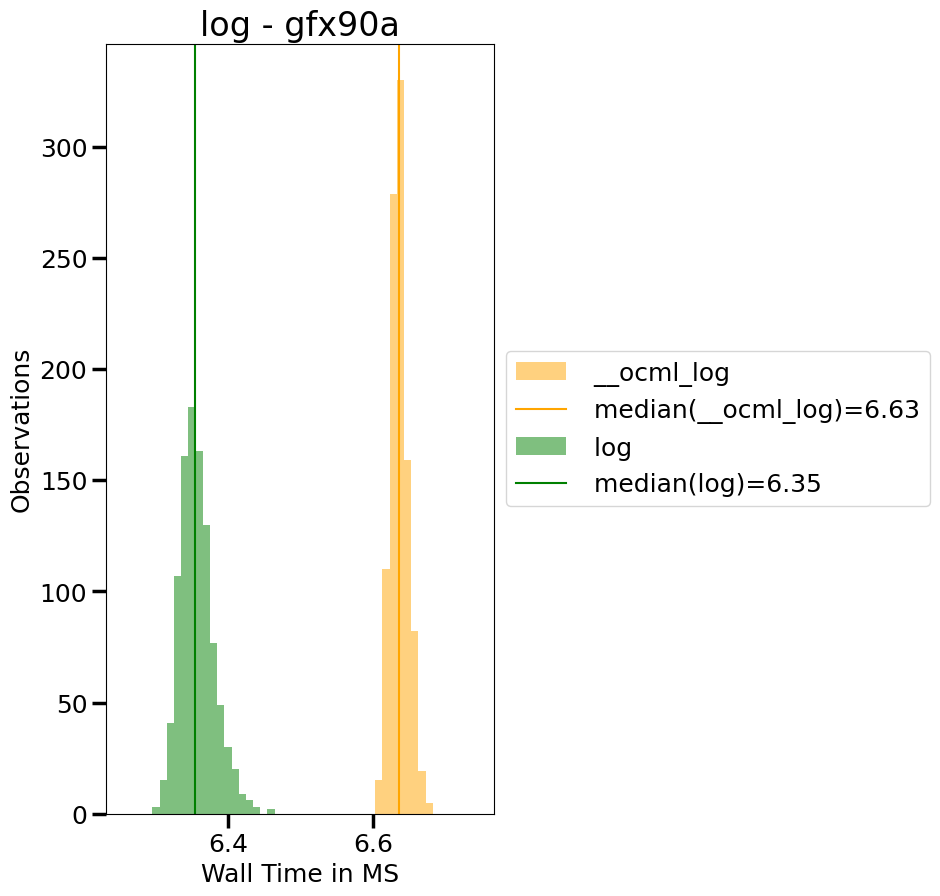 log - gfx90a
300
250
200
150
100
50
0
Observations
6.4
6.6
Wall Time in MS
__ocml_log
median(__ocml_log)=6.63
log
median(log)=6.35